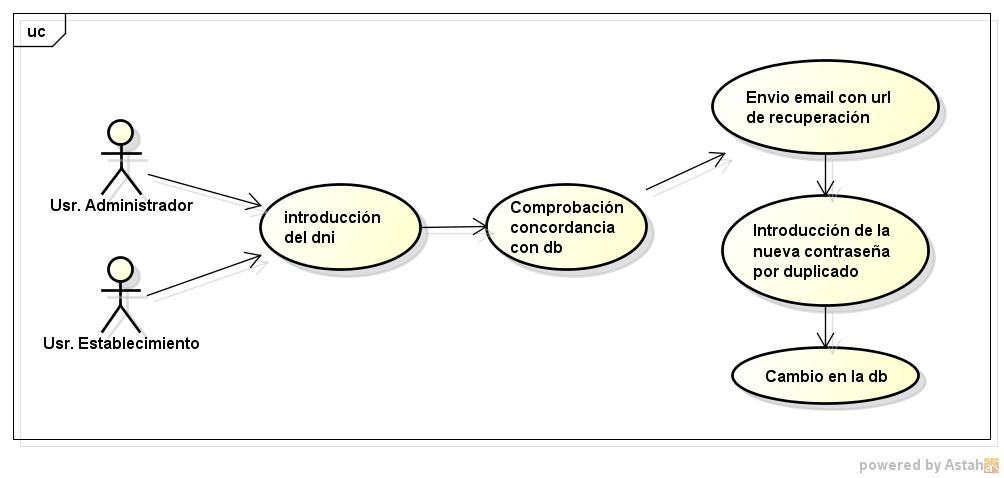 uc
Usr. Administrador
Usr. Establecimiento
introducción
del dni
Comprobación
concordancia
con db
Envio email con url
de recuperación
Introducción de la
nueva contraseña
por duplicado
Cambio en la db
powered by Astah